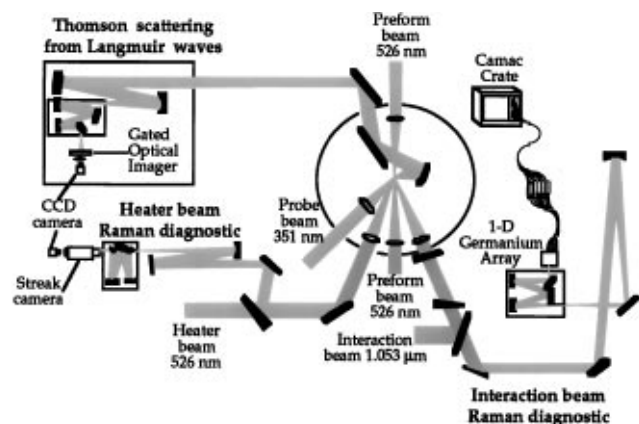 Thomson scattering
from Langmuir waves
Preform
beam
526 nm
Camac
Crate
Gated
Optical
Imager
CCD
camera
Heater beam
Raman diagnostic
Probe
beam
351 nm
1-D
Germanium
Array
Streak
camera
Preform
beam
526 nm
Heater
beam
526 nm
Interaction
beam 1.053 μm
Interaction beam
Raman diagnostic